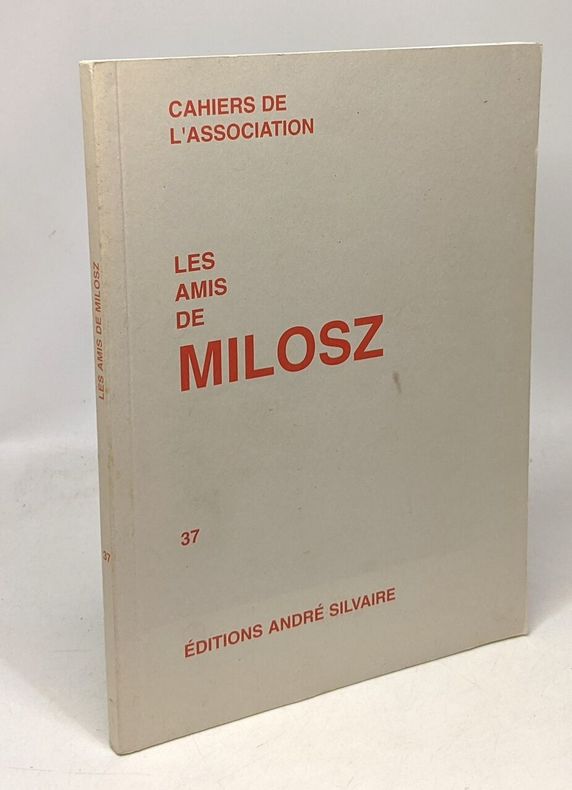 CAHIERS DE
L'ASSOCIATION
LES
AMIS
DE
MILOSZ
37
ÉDITIONS ANDRÉ SILVAIRE
LES AMIS DE MILOSZ
37